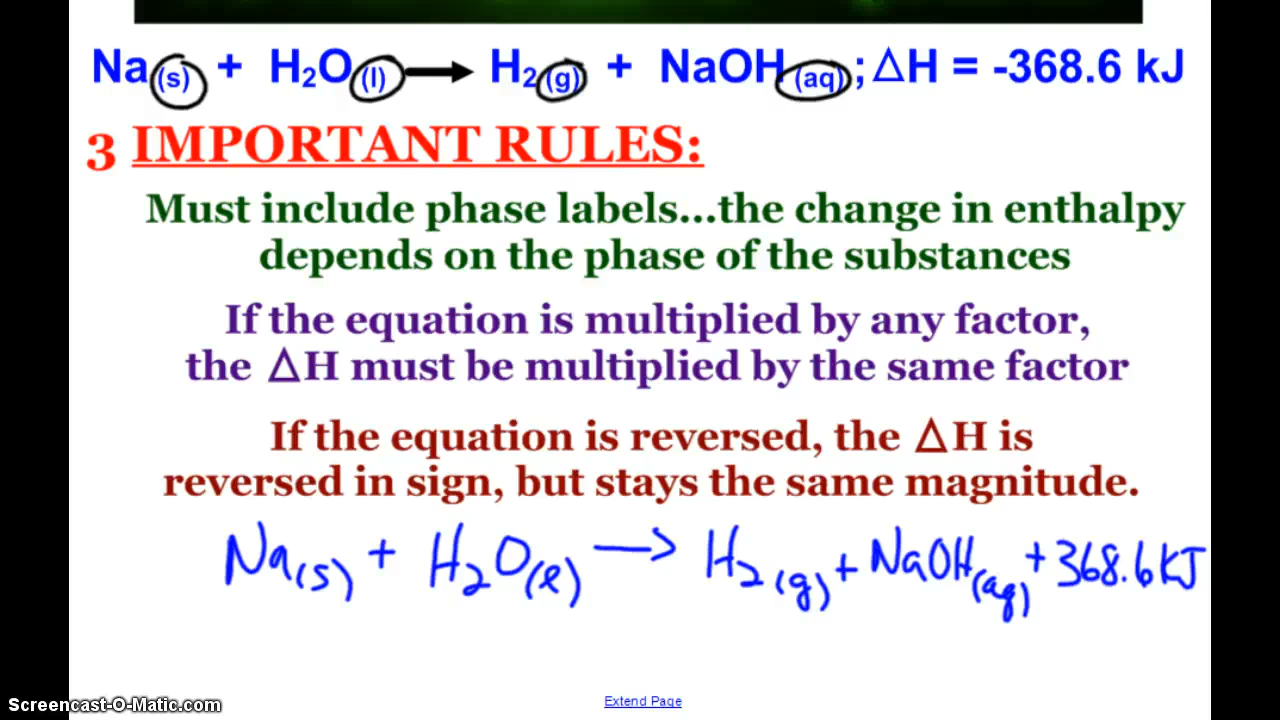 Na(s) + H2O(l) → H2(g) + NaOH(aq) ; △H = -368.6 kJ
3 IMPORTANT RULES:
Must include phase labels...the change in enthalpy
depends on the phase of the substances
If the equation is multiplied by any factor,
the △H must be multiplied by the same factor
If the equation is reversed, the △H is
reversed in sign, but stays the same magnitude.
Na(s) + H2O(l) → H2(g) + NaOH(aq) + 368.6 KJ
Extend Page
Screencast-O-Matic.com